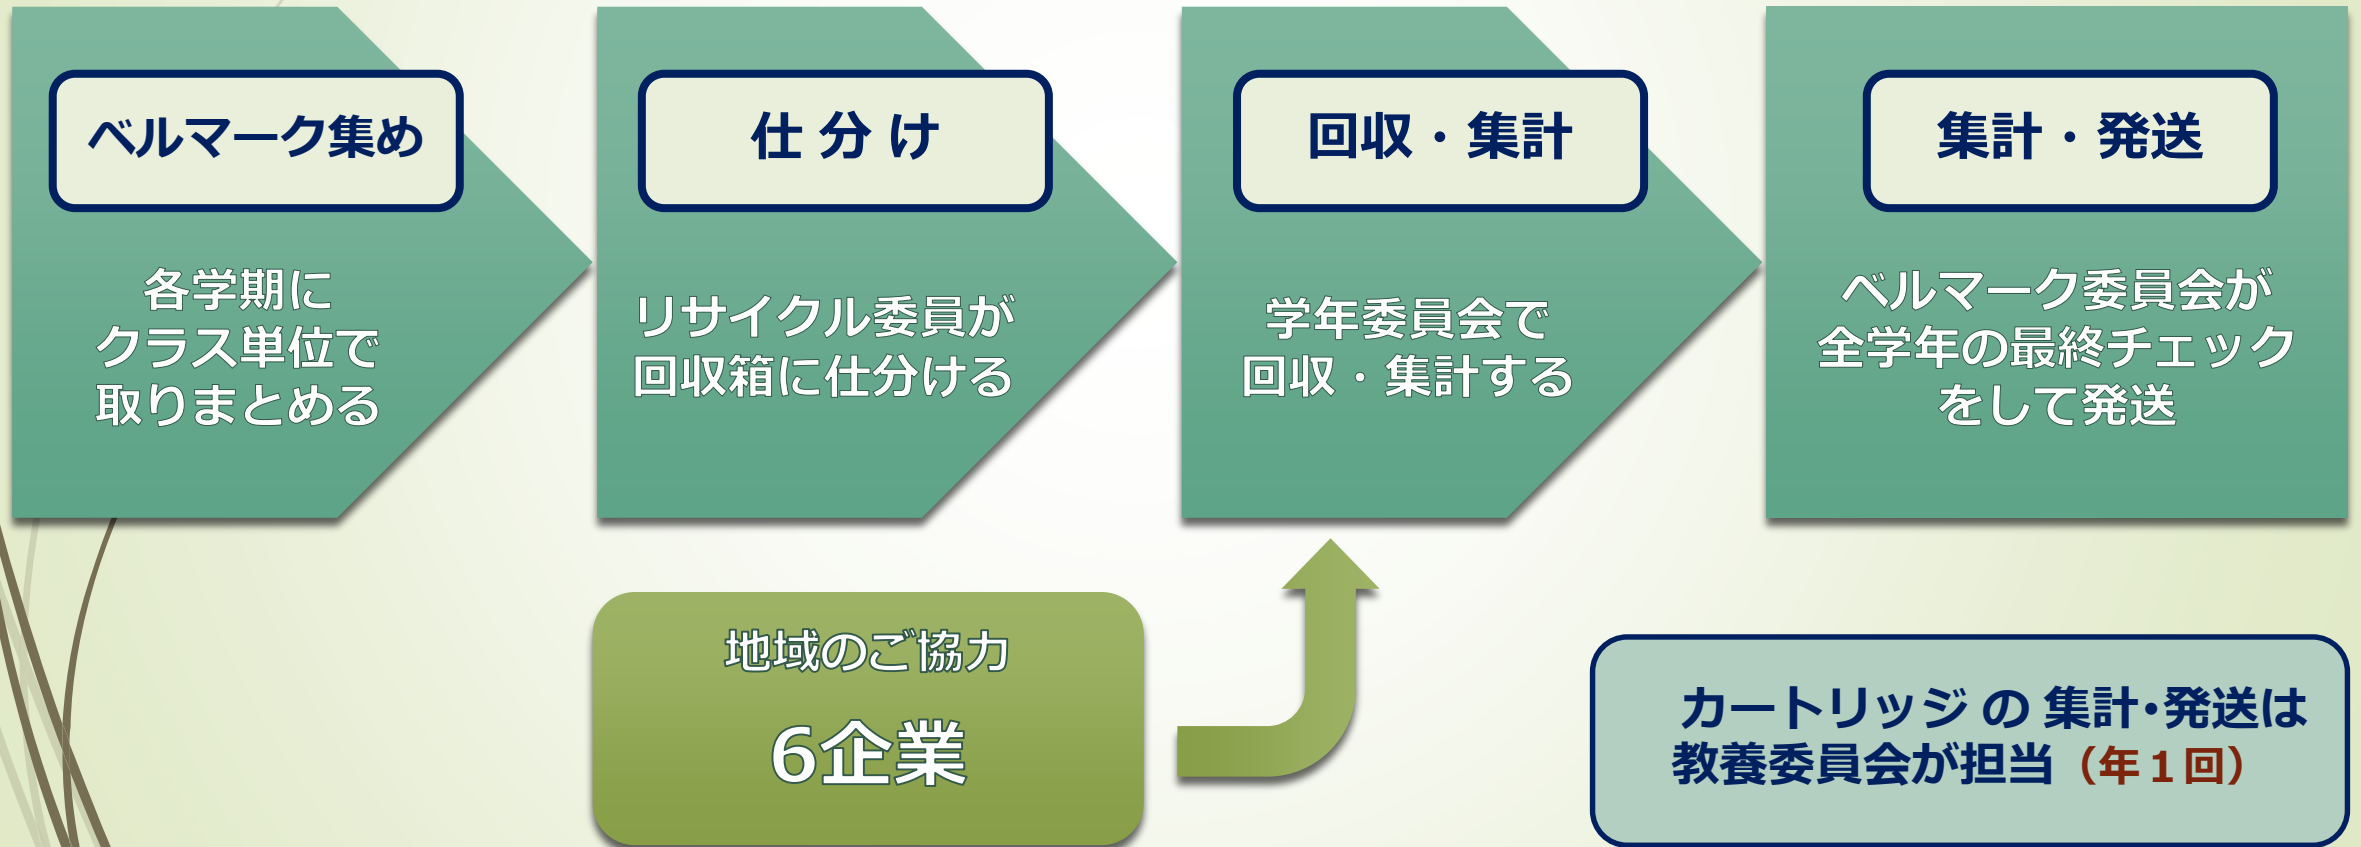 ベルマーク集め
各学期に
クラス単位で
取りまとめる
仕 分 け
リサイクル委員が
回収箱に仕分ける
回収・集計
学年委員会で
回収・集計する
集計・発送
ベルマーク委員会が
全学年の最終チェック
をして発送
地域のご協力
6企業
カートリッジ の 集計・発送は
教養委員会が担当（年１回）